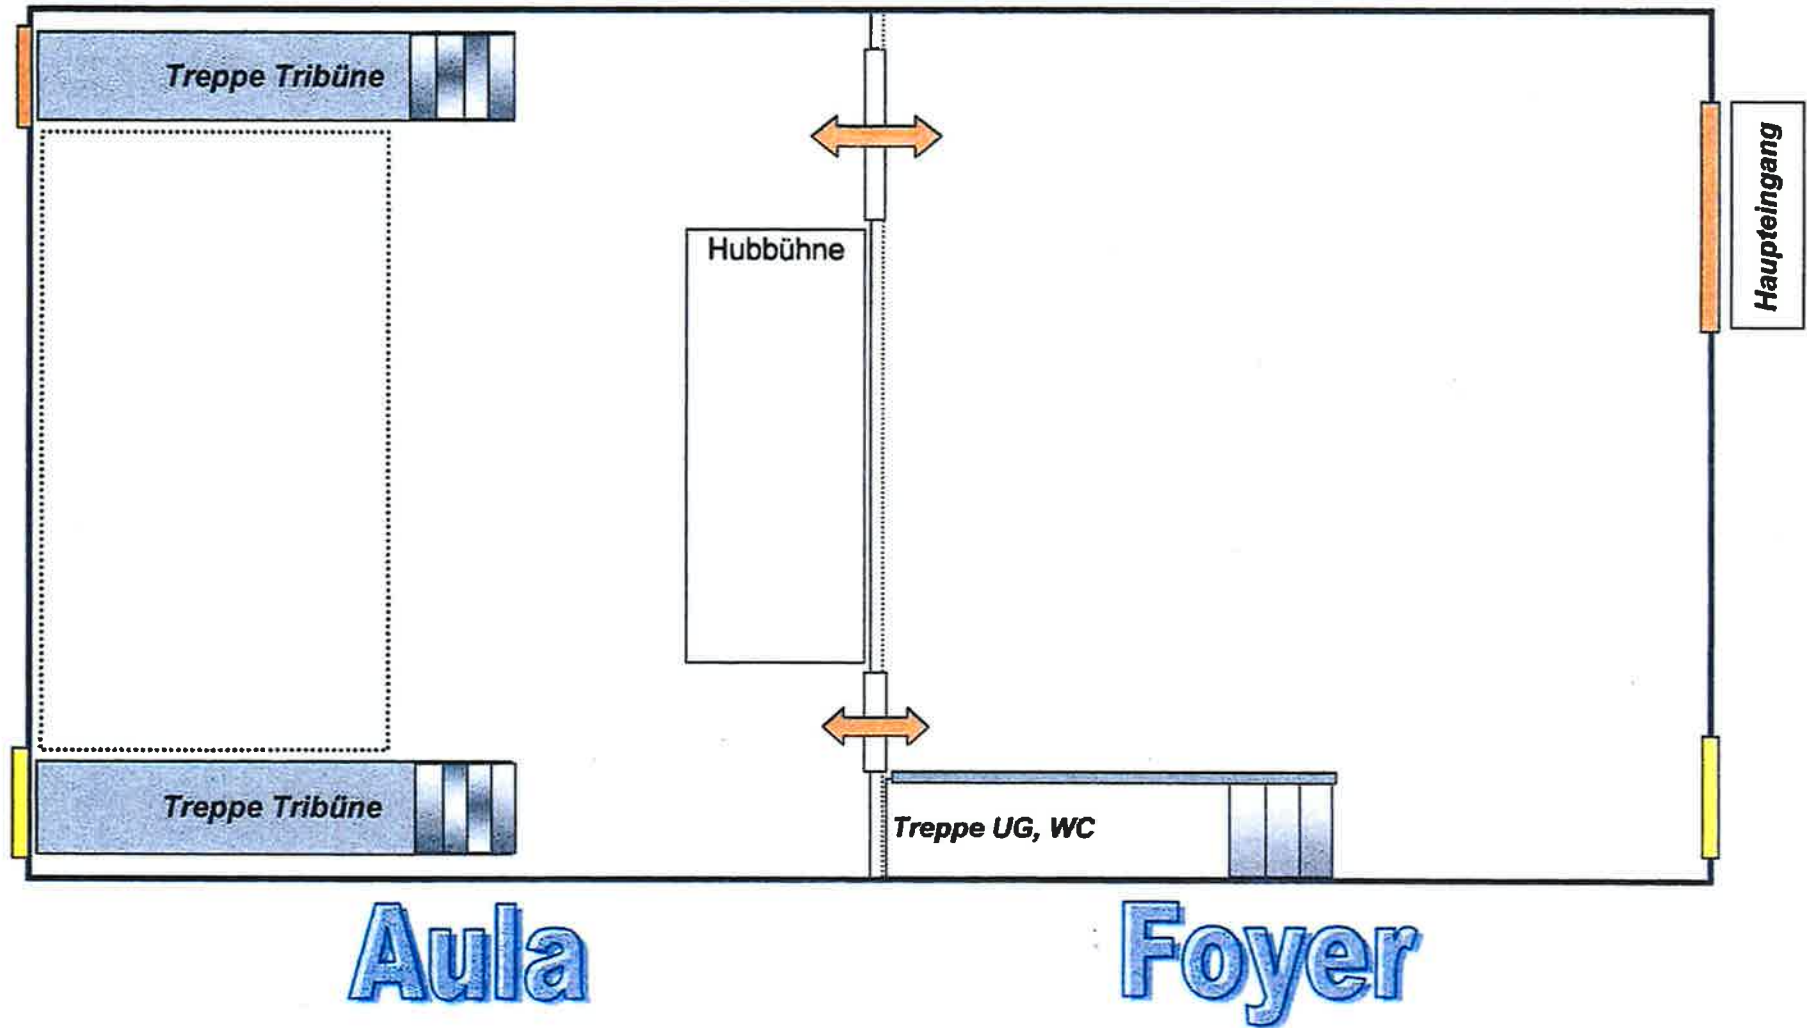 Treppe Tribüne
Hubbühne
Haupteingang
Treppe Tribüne
Treppe UG, WC
Aula
Foyer